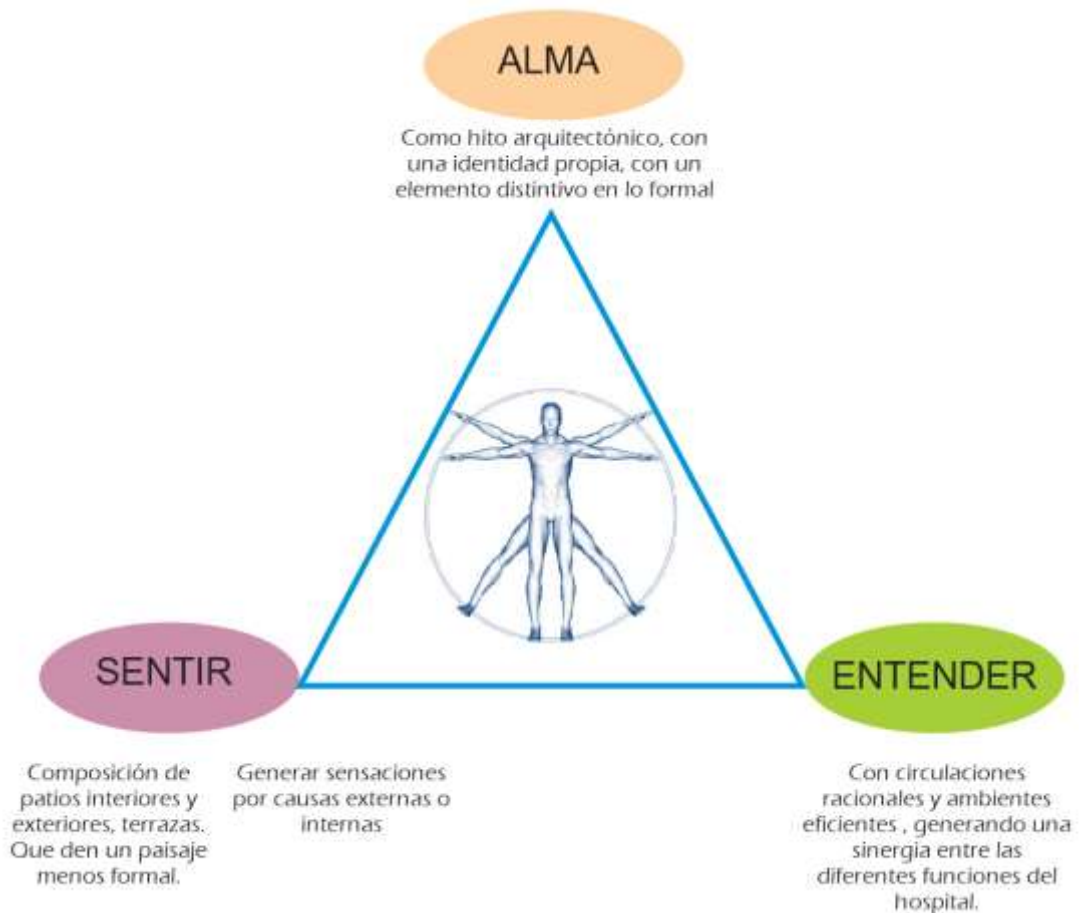 ALMA
Como hito arquitectónico, con
una identidad propia, con un
elemento distintivo en lo formal
SENTIR
Composición de
patios interiores y
exteriores, terrazas.
Que den un paisaje
menos formal.
Generar sensaciones
por causas externas o
internas
ENTENDER
Con circulaciones
racionales y ambientes
eficientes , generando una
sinergia entre las
diferentes funciones del
hospital.